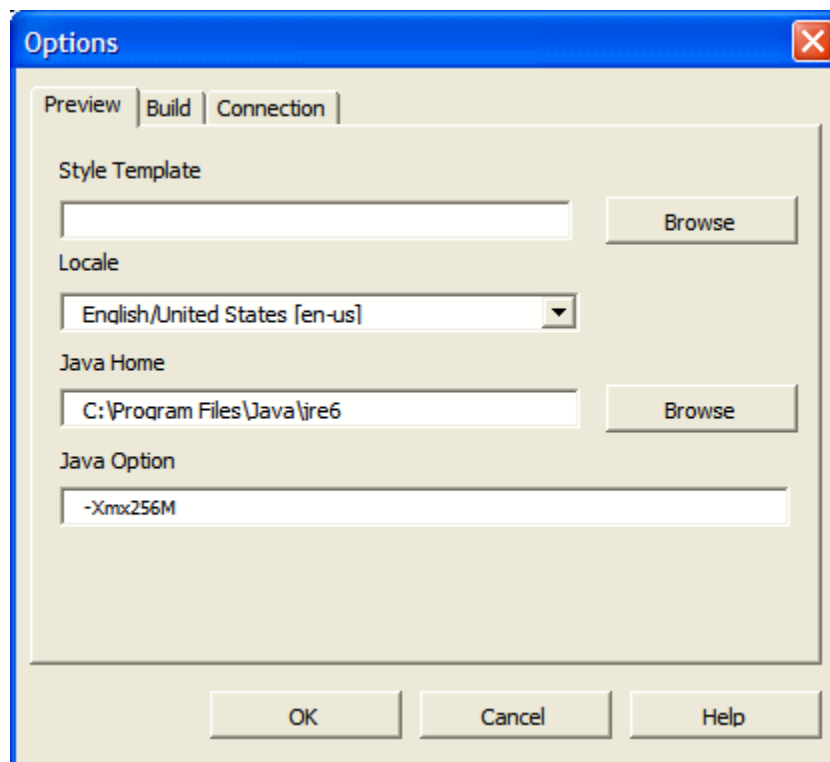 Options
Preview Build Connection
Style Template
Browse
Locale
English/United States [en-us]
Java Home
C:\Program Files\Java\jre6 Browse
Java Option
-Xmx256M
OK Cancel Help